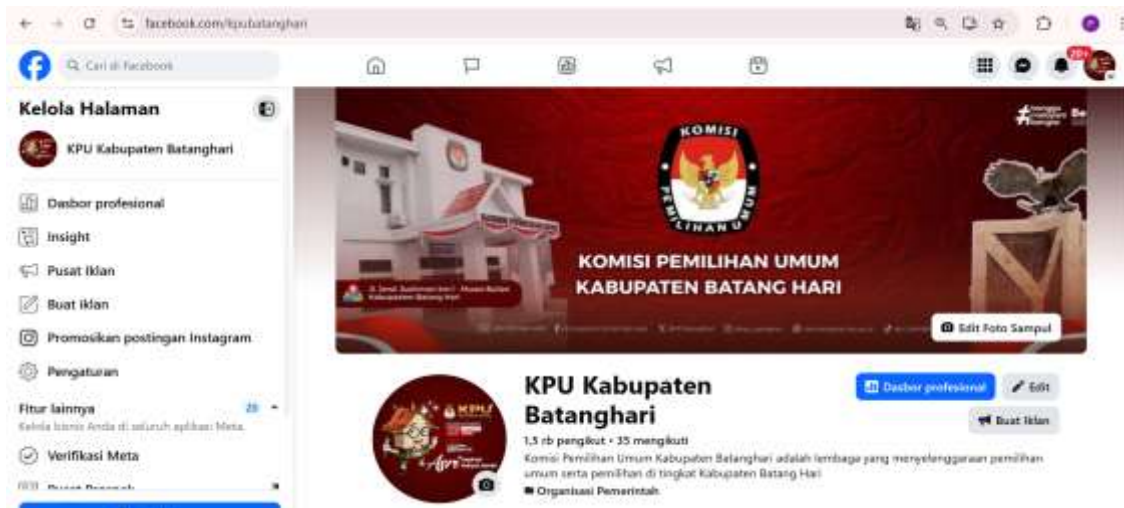 facebook.com/kpubatanghari
Cari di Facebook
20+
Kelola Halaman
KPU Kabupaten Batanghari
Dasbor profesional
Insight
Pusat Iklan
Buat iklan
Promosikan postingan Instagram
Pengaturan
Fitur lainnya
20
Kelola bisnis Anda di seluruh aplikasi Meta.
Verifikasi Meta
KOMISI
PEMILIHAN UMUM
KOMISI PEMILIHAN UMUM
KABUPATEN BATANG HARI
Edit Foto Sampul
KPU
KPU Kabupaten
Batanghari
1,5 rb pengikut • 35 mengikuti
Komisi Pemilihan Umum Kabupaten Batanghari adalah lembaga yang menyelenggaraan pemilihan
umum serta pemilihan di tingkat Kabupaten Batang Hari
Organisasi Pemerintah
Dasbor profesional
Edit
Buat Iklan